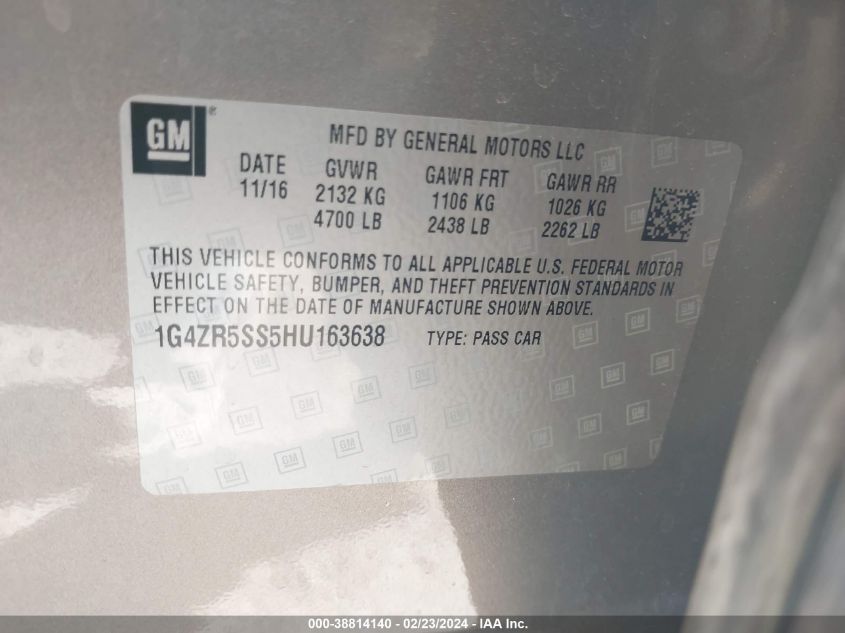 GM ®
MFD BY GENERAL MOTORS LLC
DATE GVWR GAWR FRT GAWR RR
11/16 2132 KG 1106 KG 1026 KG
4700 LB 2438 LB 2262 LB
THIS VEHICLE CONFORMS TO ALL APPLICABLE U.S. FEDERAL MOTOR
VEHICLE SAFETY, BUMPER, AND THEFT PREVENTION STANDARDS IN
EFFECT ON THE DATE OF MANUFACTURE SHOWN ABOVE.
1G4ZR5SS5HU163638 TYPE: PASS CAR
000-38814140 - 02/23/2024 - IAA Inc.